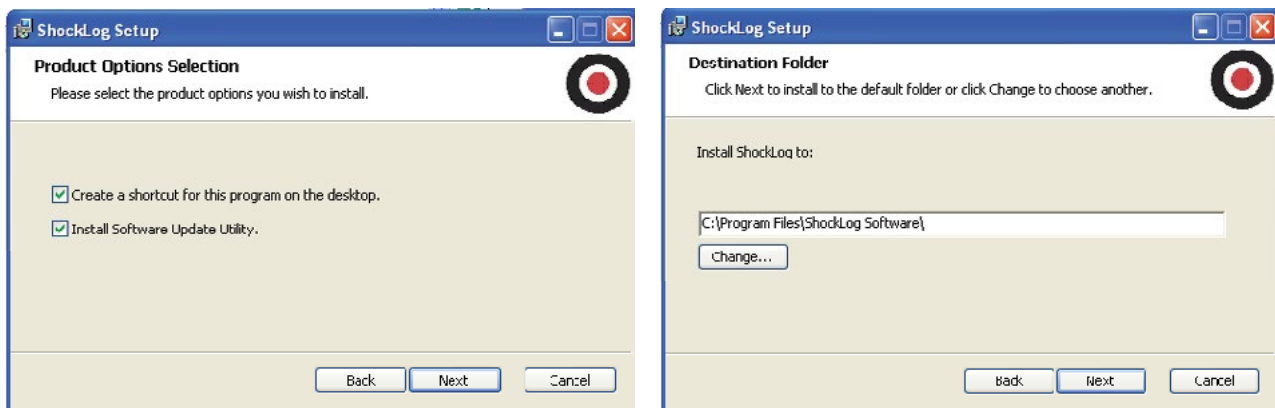 ShockLog Setup
Product Options Selection
Please select the product options you wish to install.
Create a shortcut for this program on the desktop.
Install Software Update Utility.
Back
Next
Cancel
ShockLog Setup
Destination Folder
Click Next to install to the default folder or click Change to choose another.
Install ShockLog to:
C:\Program Files\ShockLog Software\
Change...
Back
Next
Cancel